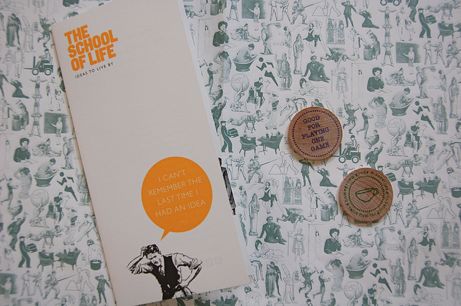 THE
SCHOOL
OF LIFE
IDEAS TO LIVE BY
I CAN'T
REMEMBER THE
LAST TIME I
HAD AN IDEA
GOOD
FOR
PLAYING
ONE
GAME